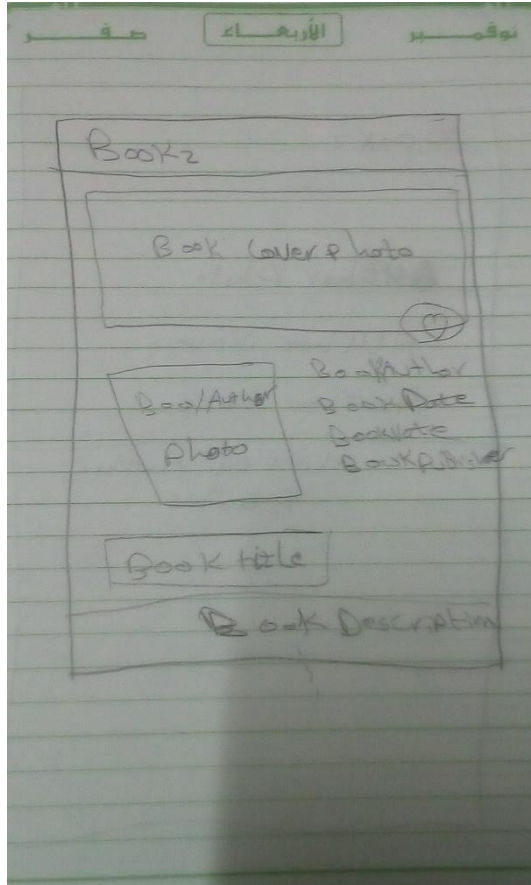 نوفمبر الأربعاء صفر
Bookz
Book Cover photo
Book/Author
photo
Book Author
Book Date
Book Vote
Book Publisher
Book title
Book Description